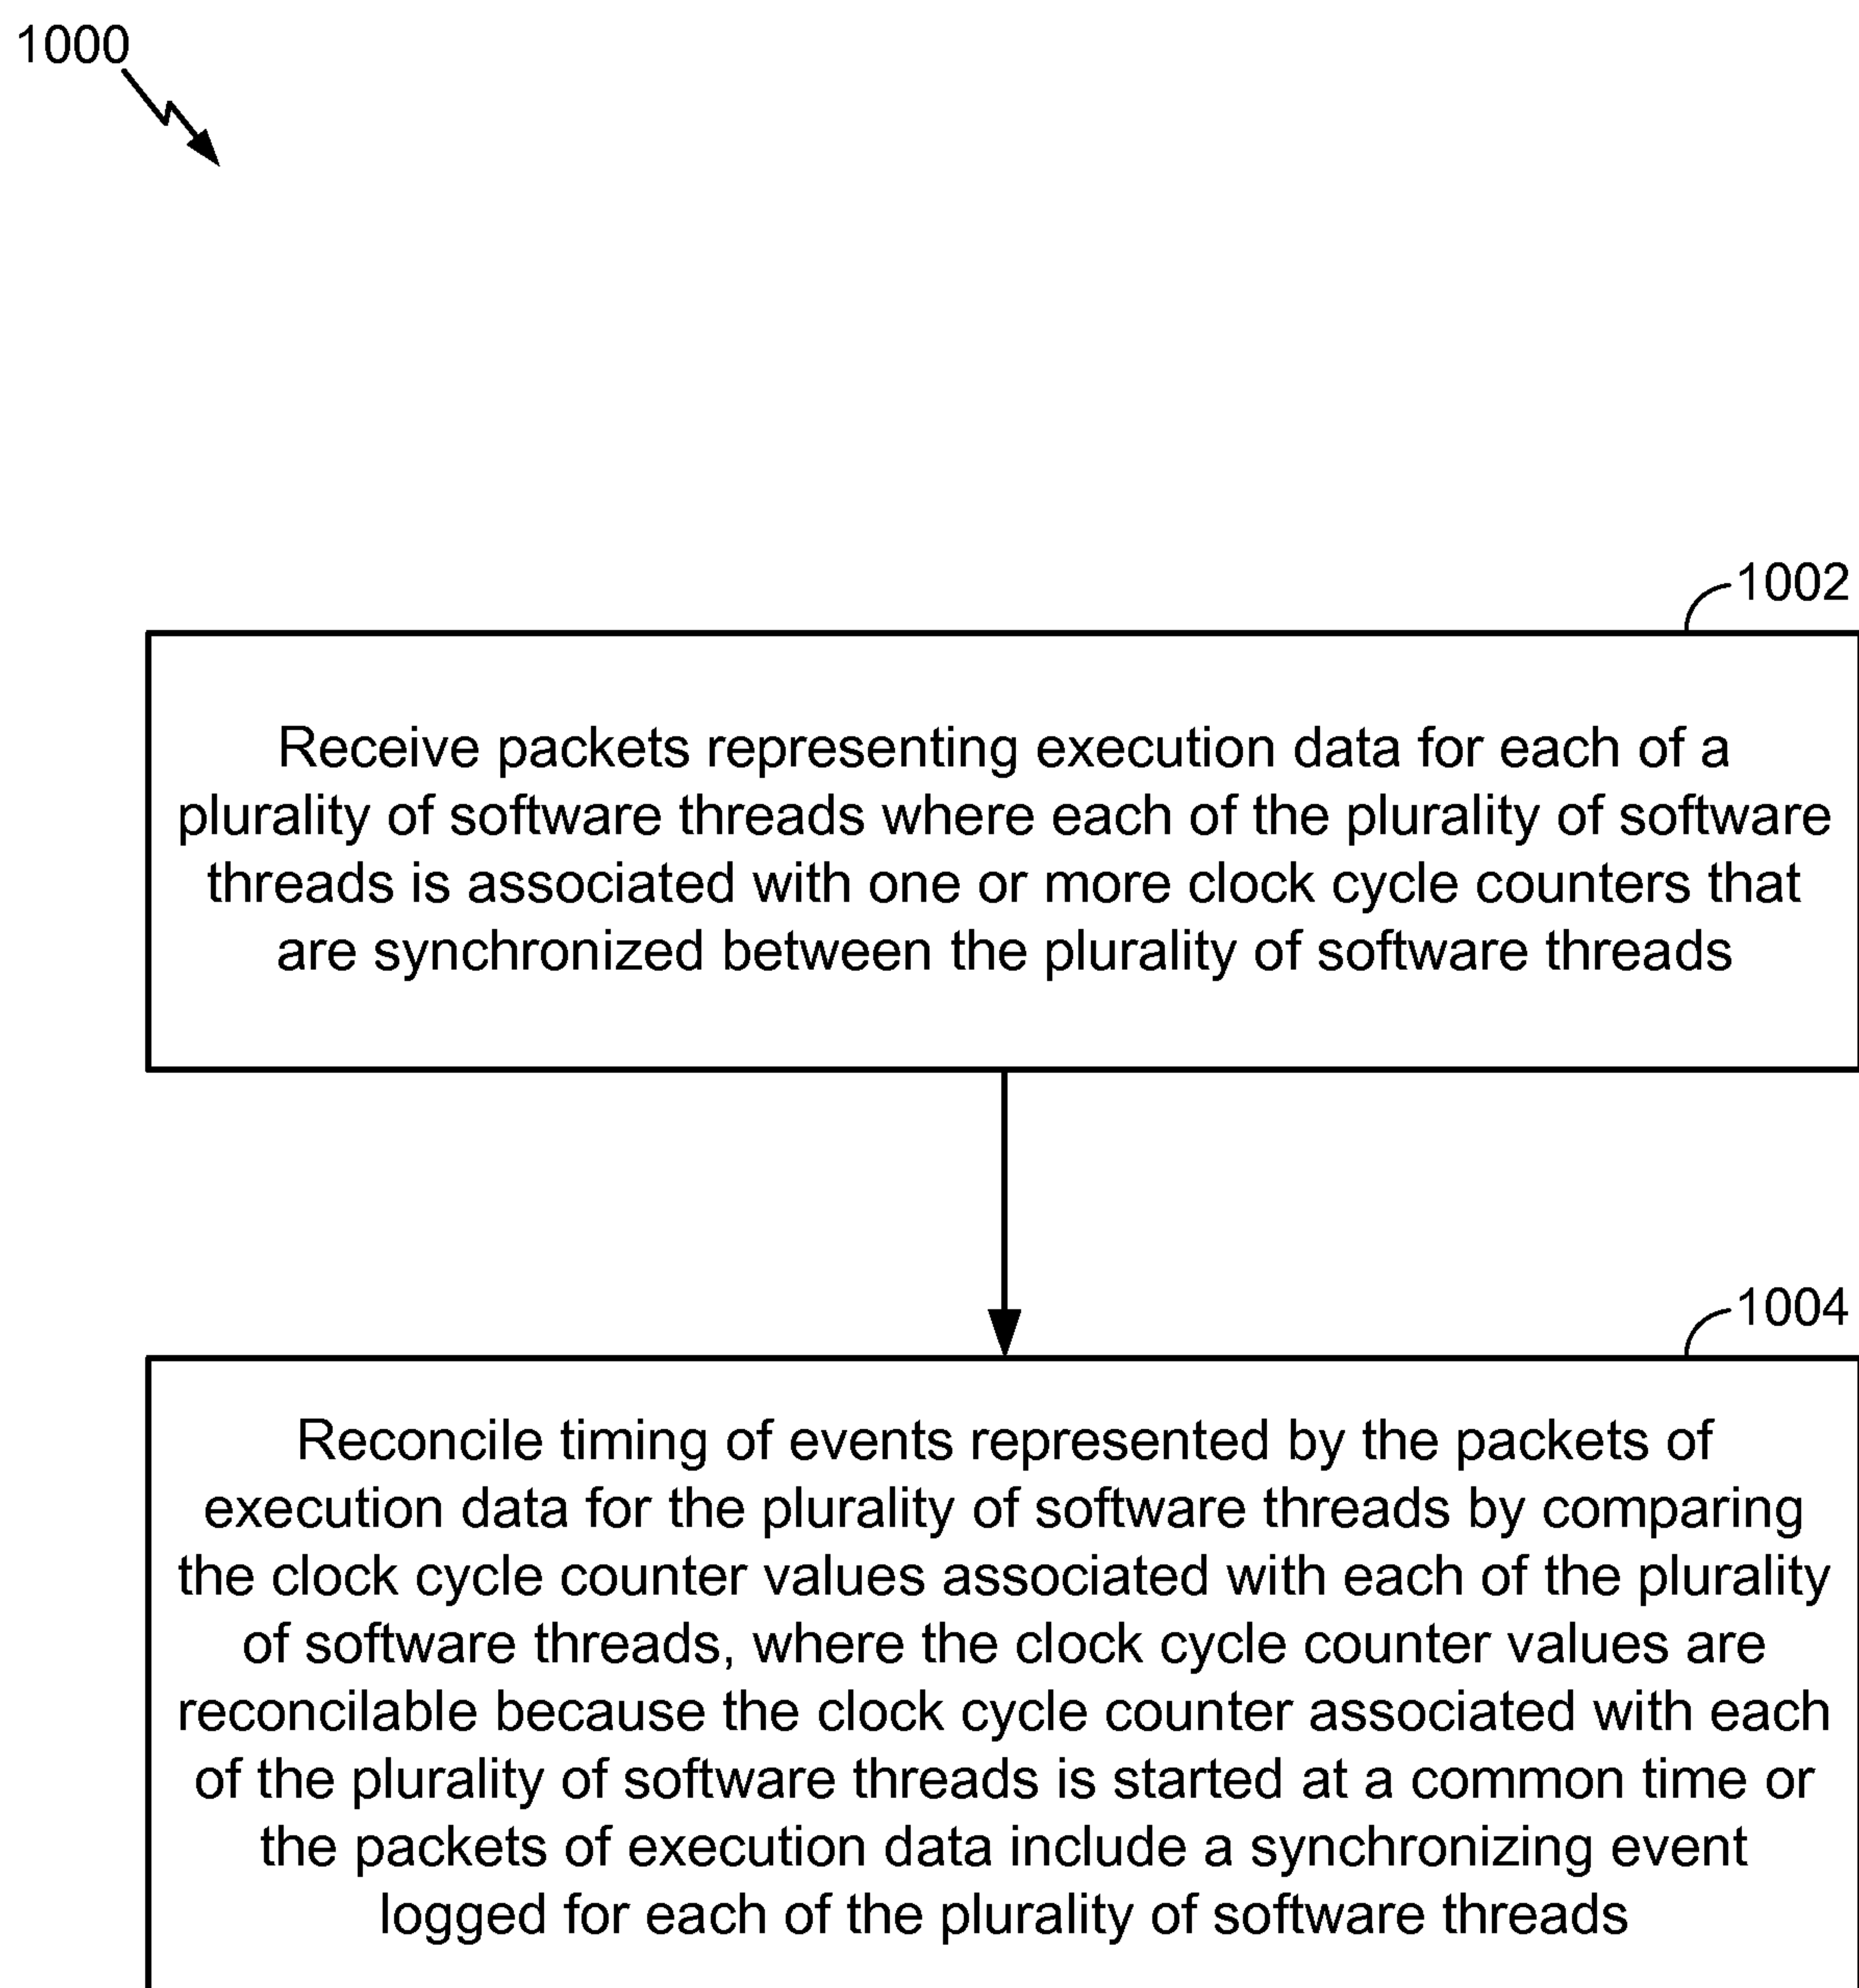 1000
1002
Receive packets representing execution data for each of a
plurality of software threads where each of the plurality of software
threads is associated with one or more clock cycle counters that
are synchronized between the plurality of software threads
1004
Reconcile timing of events represented by the packets of
execution data for the plurality of software threads by comparing
the clock cycle counter values associated with each of the plurality
of software threads, where the clock cycle counter values are
reconcilable because the clock cycle counter associated with each
of the plurality of software threads is started at a common time or
the packets of execution data include a synchronizing event
logged for each of the plurality of software threads